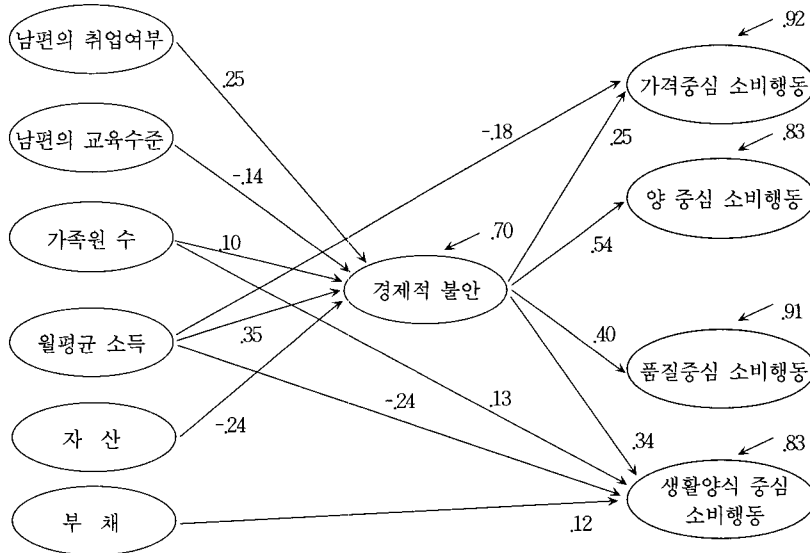 남편의 취업여부
남편의 교육수준
가족원 수
월평균 소득
자 산
부 채
.25
-.14
.10
.35
-.24
-.18
-.24
.13
.12
.70
경제적 불안
.25
.54
.40
.34
.92
가격중심 소비행동
.83
양 중심 소비행동
.91
품질중심 소비행동
.83
생활양식 중심
소비행동